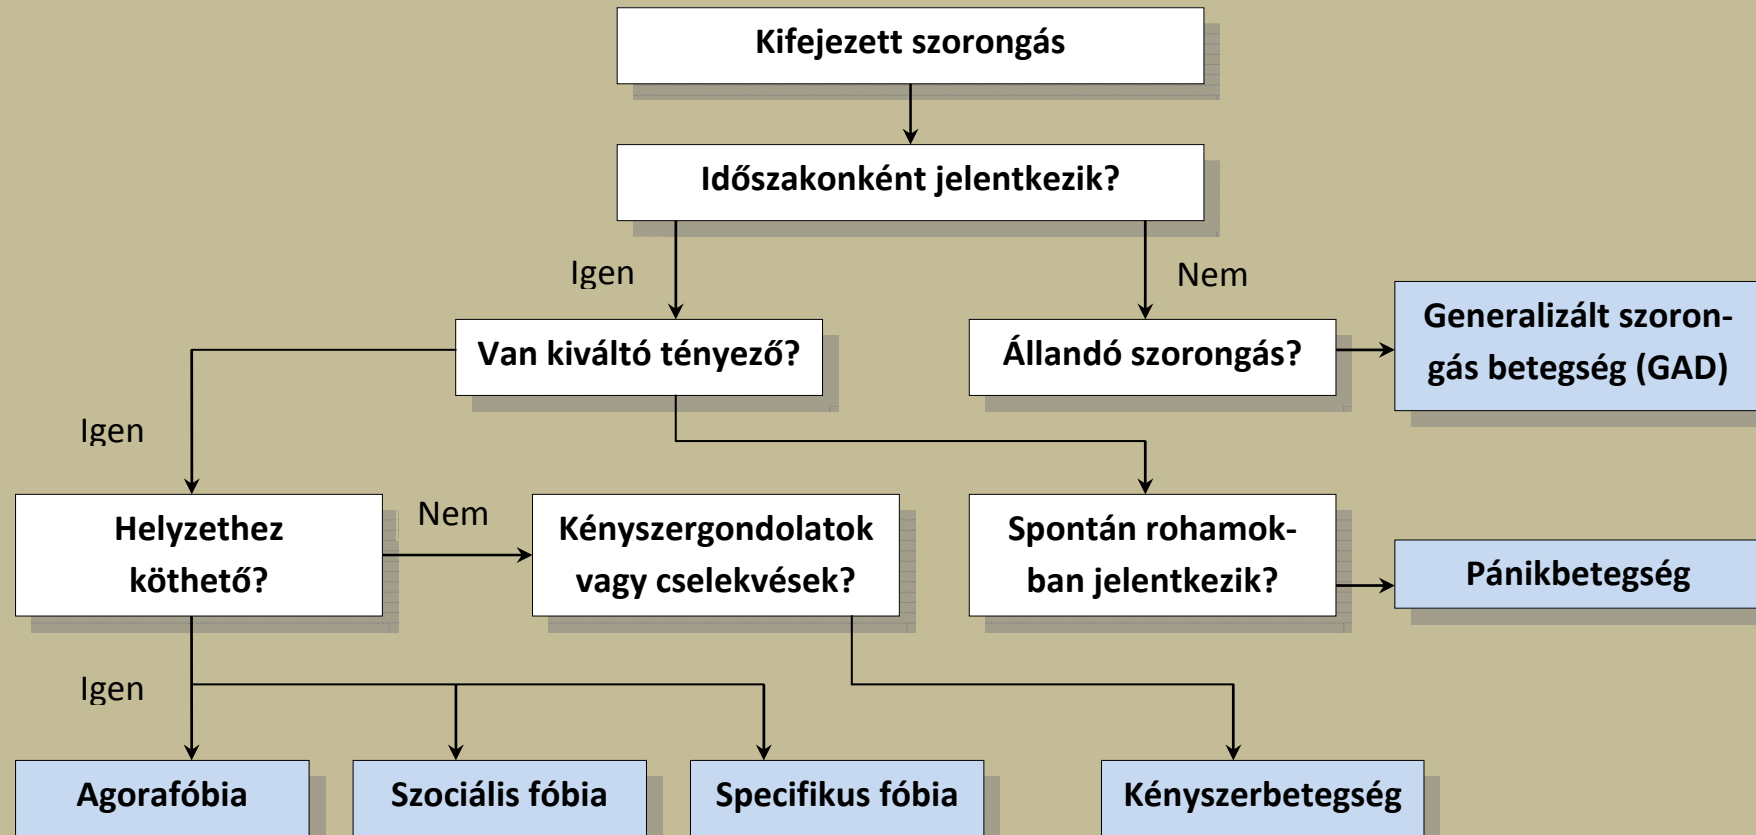 Kifejezett szorongás
Időszakonként jelentkezik?
Igen
Nem
Van kiváltó tényező?
Állandó szorongás?
Generalizált szoron-
gás betegség (GAD)
Igen
Helyzethez
köthető?
Nem
Kényszergondolatok
vagy cselekvések?
Spontán rohamok-
ban jelentkezik?
Pánikbetegség
Igen
Agorafóbia
Szociális fóbia
Specifikus fóbia
Kényszerbetegség